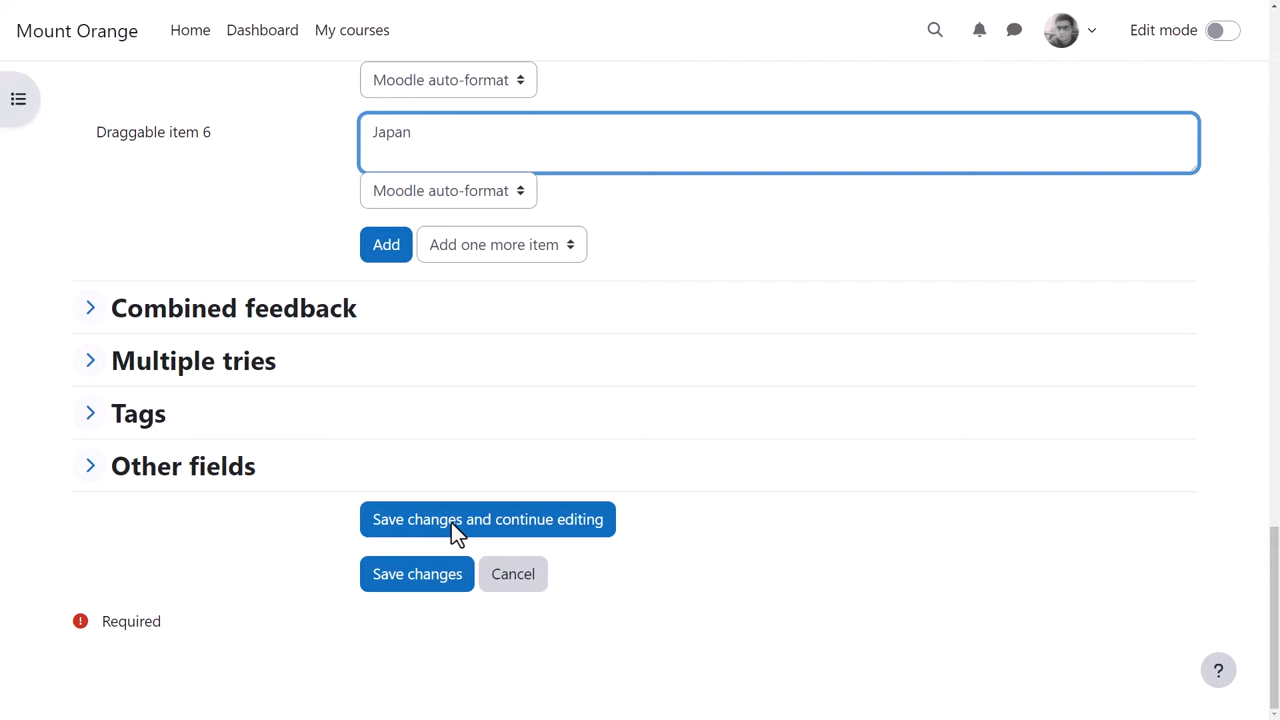 Mount Orange Home Dashboard My courses Edit mode
Moodle auto-format
Draggable item 6 Japan
Moodle auto-format
Add Add one more item
Combined feedback
Multiple tries
Tags
Other fields
Save changes and continue editing
Save changes Cancel
! Required
?